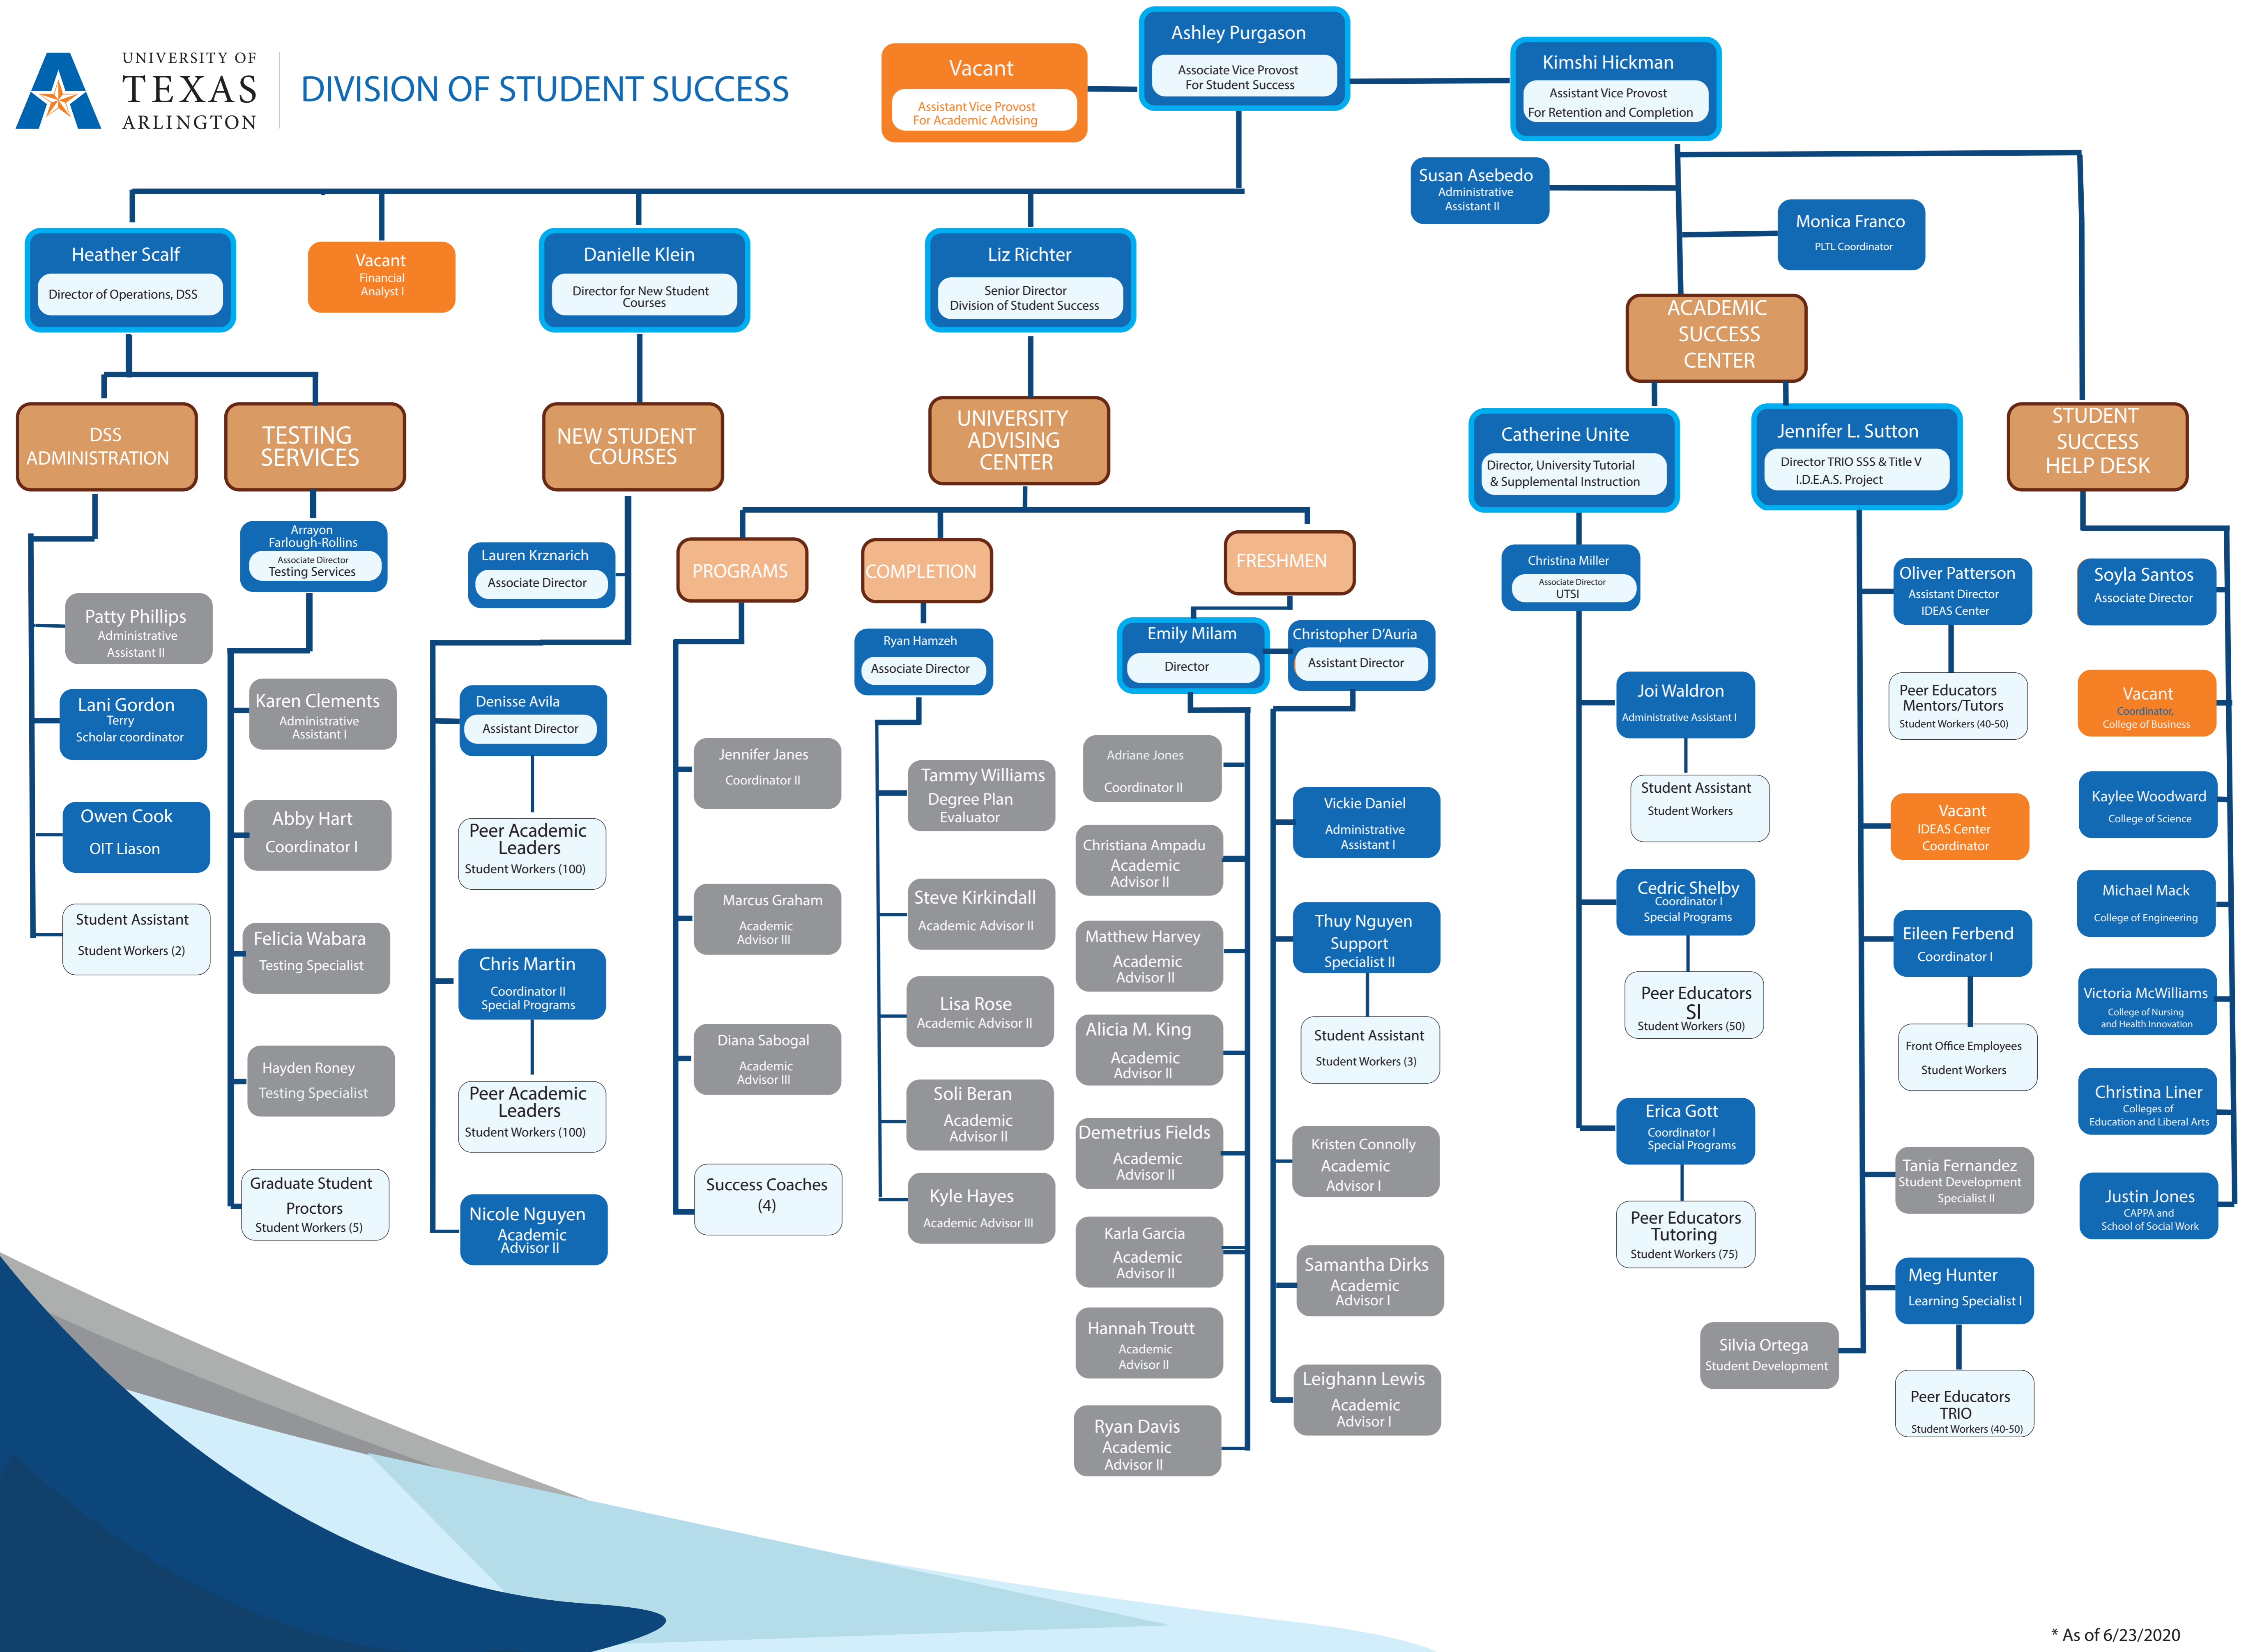 UNIVERSITY OF
TEXAS
ARLINGTON
DIVISION OF STUDENT SUCCESS
Vacant
Assistant Vice Provost
For Academic Advising
Ashley Purgason
Associate Vice Provost
For Student Success
Kimshi Hickman
Assistant Vice Provost
For Retention and Completion
Susan Asebedo
Administrative
Assistant II
Monica Franco
PLTL Coordinator
Heather Scalf
Director of Operations, DSS
Vacant
Financial
Analyst I
Danielle Klein
Director for New Student
Courses
Liz Richter
Senior Director
Division of Student Success
ACADEMIC
SUCCESS
CENTER
DSS
ADMINISTRATION
TESTING
SERVICES
NEW STUDENT
COURSES
UNIVERSITY
ADVISING
CENTER
Catherine Unite
Director, University Tutorial
& Supplemental Instruction
Jennifer L. Sutton
Director TRIO SSS & Title V
I.D.E.A.S. Project
STUDENT
SUCCESS
HELP DESK
Patty Phillips
Administrative
Assistant II
Lani Gordon
Terry
Scholar coordinator
Owen Cook
OIT Liason
Student Assistant
Student Workers (2)
Arrayon
Farlough-Rollins
Associate Director
Testing Services
Karen Clements
Administrative
Assistant I
Abby Hart
Coordinator I
Felicia Wabara
Testing Specialist
Hayden Roney
Testing Specialist
Graduate Student
Proctors
Student Workers (5)
Lauren Krznarich
Associate Director
Denisse Avila
Assistant Director
Peer Academic
Leaders
Student Workers (100)
Chris Martin
Coordinator II
Special Programs
Peer Academic
Leaders
Student Workers (100)
Nicole Nguyen
Academic
Advisor II
PROGRAMS
Jennifer Janes
Coordinator II
Marcus Graham
Academic
Advisor III
Diana Sabogal
Academic
Advisor III
Success Coaches
(4)
COMPLETION
Ryan Hamzeh
Associate Director
Tammy Williams
Degree Plan
Evaluator
Steve Kirkindall
Academic Advisor II
Lisa Rose
Academic Advisor II
Soli Beran
Academic
Advisor II
Kyle Hayes
Academic Advisor III
FRESHMEN
Emily Milam
Director
Christopher D'Auria
Assistant Director
Adriane Jones
Coordinator II
Christiana Ampadu
Academic
Advisor II
Matthew Harvey
Academic
Advisor II
Alicia M. King
Academic
Advisor II
Demetrius Fields
Academic
Advisor II
Karla Garcia
Academic
Advisor II
Hannah Troutt
Academic
Advisor II
Ryan Davis
Academic
Advisor II
Vickie Daniel
Administrative
Assistant I
Thuy Nguyen
Support
Specialist II
Student Assistant
Student Workers (3)
Kristen Connolly
Academic
Advisor I
Samantha Dirks
Academic
Advisor I
Leighann Lewis
Academic
Advisor I
Christina Miller
Associate Director
UTSI
Joi Waldron
Administrative Assistant I
Student Assistant
Student Workers
Cedric Shelby
Coordinator I
Special Programs
Peer Educators
SI
Student Workers (50)
Erica Gott
Coordinator I
Special Programs
Peer Educators
Tutoring
Student Workers (75)
Oliver Patterson
Assistant Director
IDEAS Center
Peer Educators
Mentors/Tutors
Student Workers (40-50)
Vacant
IDEAS Center
Coordinator
Eileen Ferbend
Coordinator I
Front Office Employees
Student Workers
Tania Fernandez
Student Development
Specialist II
Meg Hunter
Learning Specialist I
Silvia Ortega
Student Development
Peer Educators
TRIO
Student Workers (40-50)
Soyla Santos
Associate Director
Vacant
Coordinator,
College of Business
Kaylee Woodward
College of Science
Michael Mack
College of Engineering
Victoria McWilliams
College of Nursing
and Health Innovation
Christina Liner
Colleges of
Education and Liberal Arts
Justin Jones
CAPPA and
School of Social Work
* As of 6/23/2020